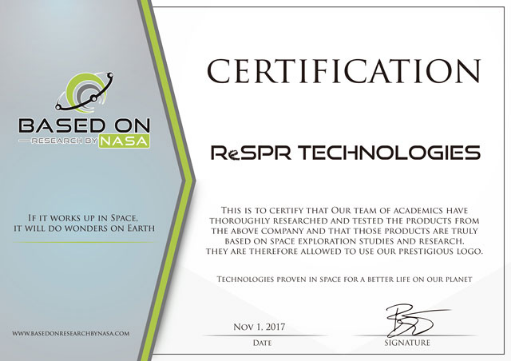 BASED ON
RESEARCH BY NASA
IF IT WORKS UP IN SPACE,
IT WILL DO WONDERS ON EARTH
WWW.BASEDONRESEARCHBYNASA.COM
CERTIFICATION
ReSPR TECHNOLOGIES
THIS IS TO CERTIFY THAT OUR TEAM OF ACADEMICS HAVE
THOROUGHLY RESEARCHED AND TESTED THE PRODUCTS FROM
THE ABOVE COMPANY AND THAT THOSE PRODUCTS ARE TRULY
BASED ON SPACE EXPLORATION STUDIES AND RESEARCH.
THEY ARE THEREFORE ALLOWED TO USE OUR PRESTIGIOUS LOGO.
TECHNOLOGIES PROVEN IN SPACE FOR A BETTER LIFE ON OUR PLANET
NOV 1, 2017
DATE
SIGNATURE